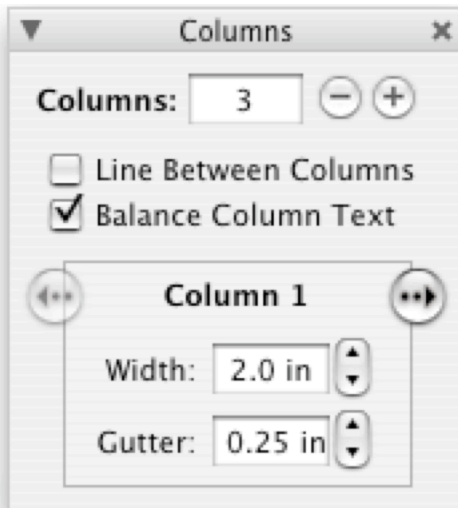 Columns
Columns: 3
Line Between Columns
Balance Column Text
Column 1
Width: 2.0 in
Gutter: 0.25 in